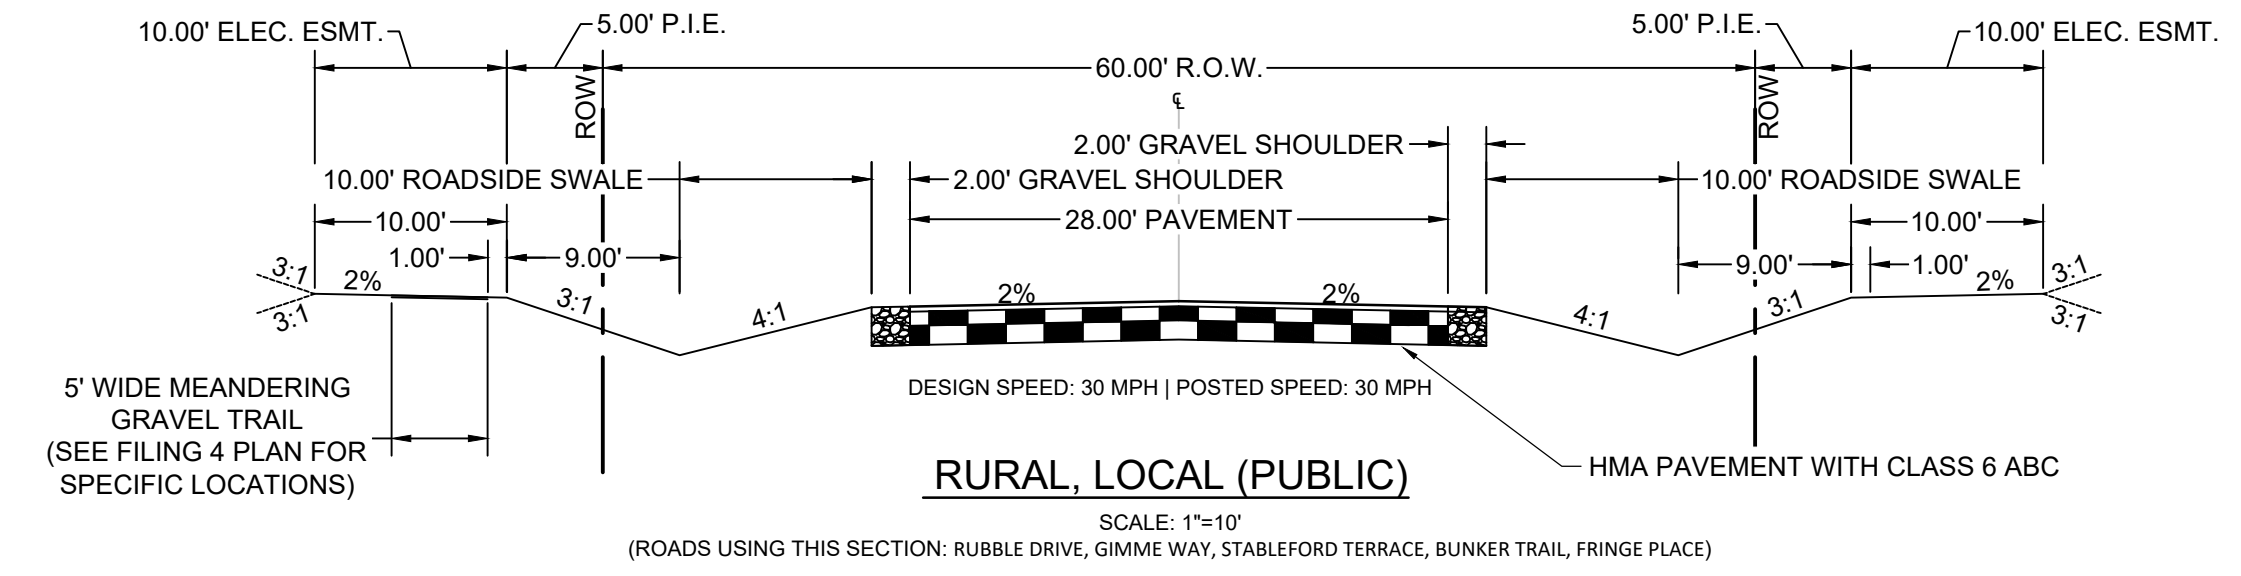 10.00' ELEC. ESMT.
5.00' P.I.E.
5.00' P.I.E.
10.00' ELEC. ESMT.
60.00' R.O.W.
ROW
ROW
℄
2.00' GRAVEL SHOULDER
10.00' ROADSIDE SWALE
2.00' GRAVEL SHOULDER
10.00' ROADSIDE SWALE
10.00'
28.00' PAVEMENT
10.00'
1.00'
9.00'
9.00'
1.00'
3:1
2%
3:1
3:1
4:1
2%
2%
4:1
3:1
2%
3:1
3:1
5' WIDE MEANDERING
GRAVEL TRAIL
(SEE FILING 4 PLAN FOR
SPECIFIC LOCATIONS)
DESIGN SPEED: 30 MPH | POSTED SPEED: 30 MPH
HMA PAVEMENT WITH CLASS 6 ABC
RURAL, LOCAL (PUBLIC)
SCALE: 1"=10'
(ROADS USING THIS SECTION: RUBBLE DRIVE, GIMME WAY, STABLEFORD TERRACE, BUNKER TRAIL, FRINGE PLACE)